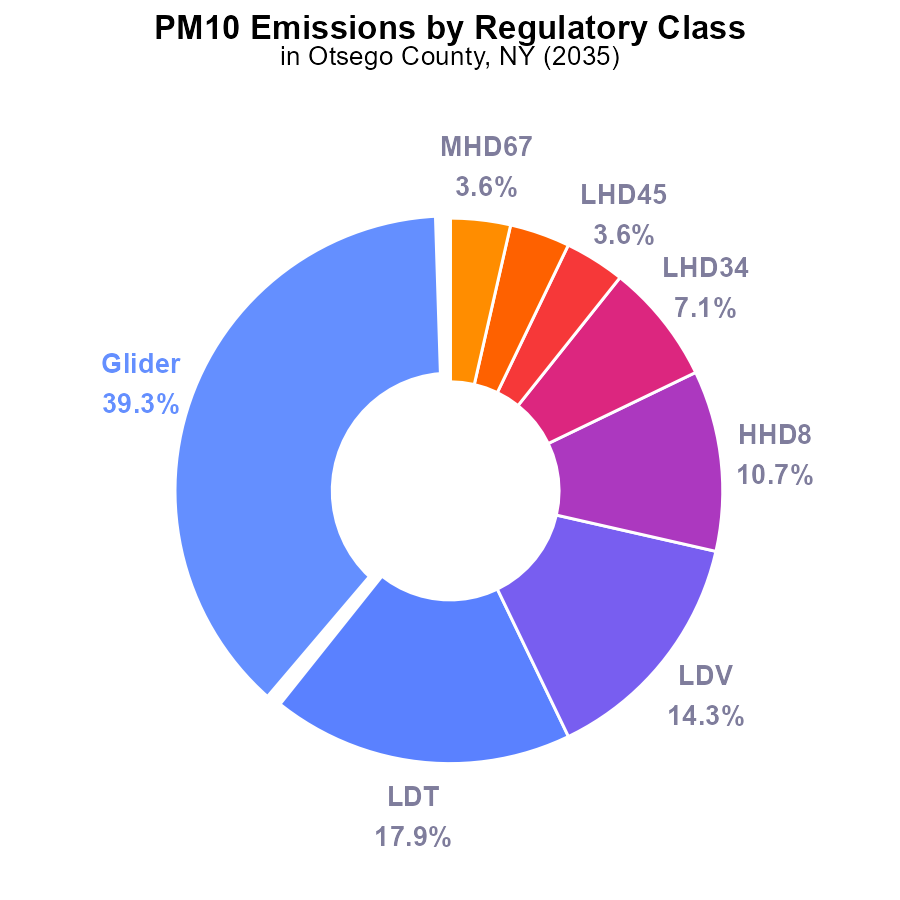 PM10 Emissions by Regulatory Class
in Otsego County, NY (2035)
MHD67
3.6%
LHD45
3.6%
LHD34
7.1%
HHD8
10.7%
LDV
14.3%
LDT
17.9%
Glider
39.3%